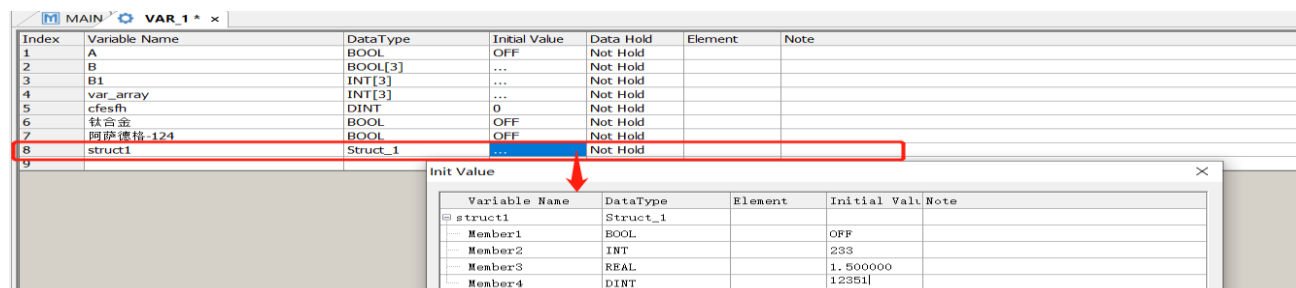 MAIN VAR_1 * ×
Index Variable Name DataType Initial Value Data Hold Element Note
1 A BOOL OFF Not Hold
2 B BOOL[3] ... Not Hold
3 B1 INT[3] ... Not Hold
4 var_array INT[3] ... Not Hold
5 cfesfh DINT 0 Not Hold
6 钛合金 BOOL OFF Not Hold
7 阿萨德格-124 BOOL OFF Not Hold
8 struct1 Struct_1 ... Not Hold
9
Init Value ×
Variable Name DataType Element Initial Valu Note
struct1 Struct_1
Member1 BOOL OFF
Member2 INT 233
Member3 REAL 1.500000
Member4 DINT 12351